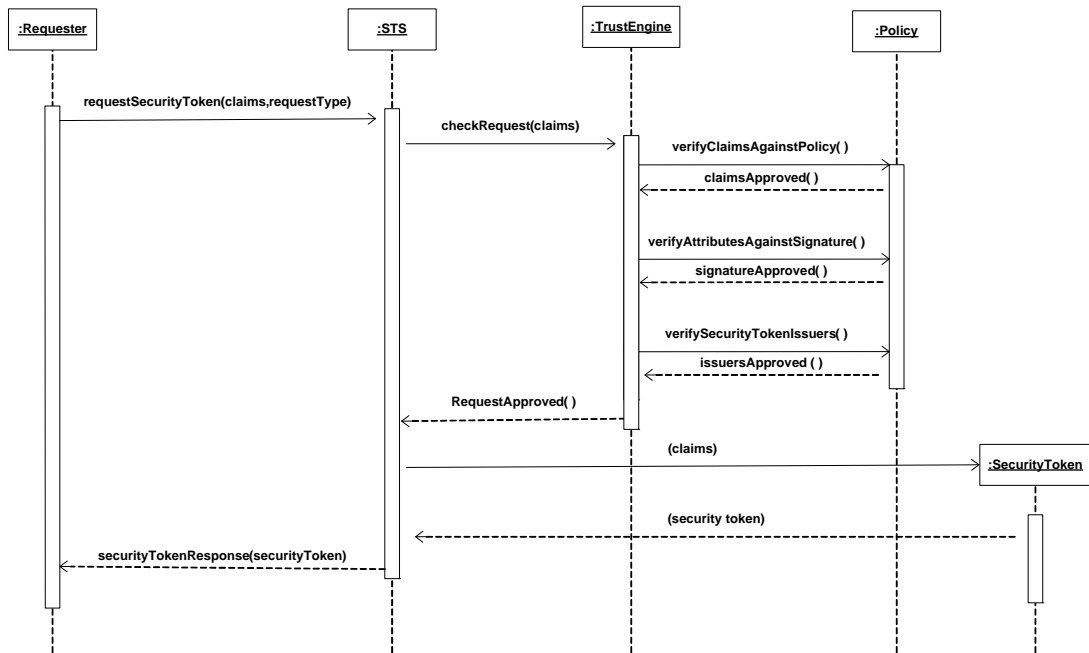 :Requester
:STS
:TrustEngine
:Policy
requestSecurityToken(claims,requestType)
checkRequest(claims)
verifyClaimsAgainstPolicy( )
claimsApproved( )
verifyAttributesAgainstSignature( )
signatureApproved( )
verifySecurityTokenIssuers( )
issuersApproved ( )
RequestApproved( )
(claims)
:SecurityToken
(security token)
securityTokenResponse(securityToken)